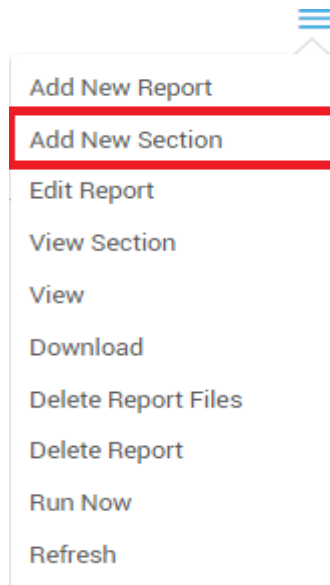 Add New Report
Add New Section
Edit Report
View Section
View
Download
Delete Report Files
Delete Report
Run Now
Refresh